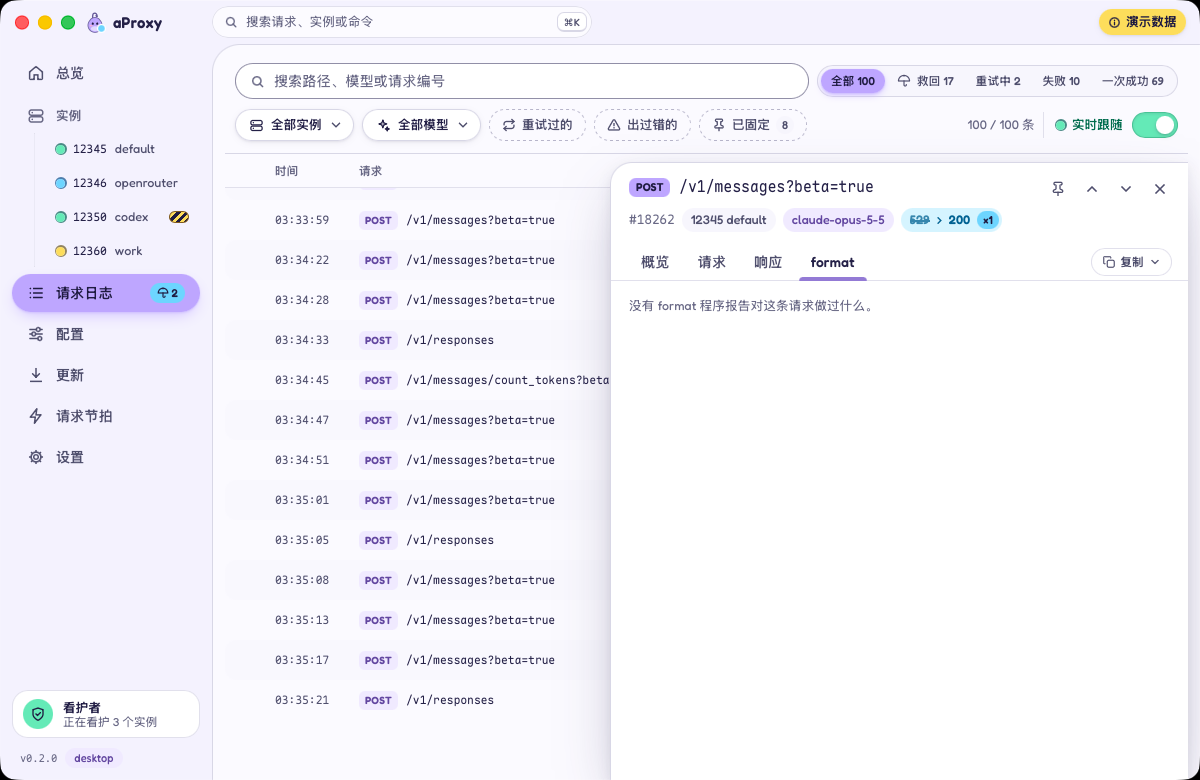 aProxy
搜索请求、实例或命令
⌘K
演示数据
总览
实例
12345 default
12346 openrouter
12350 codex
12360 work
请求日志 2
配置
更新
请求节拍
设置
看护者
正在看护 3 个实例
v0.2.0 desktop
搜索路径、模型或请求编号
全部 100 救回 17 重试中 2 失败 10 一次成功 69
全部实例 全部模型 重试过的 出过错的 已固定 8
100 / 100 条 实时跟随
时间 请求
03:33:59 POST /v1/messages?beta=true
03:34:22 POST /v1/messages?beta=true
03:34:28 POST /v1/messages?beta=true
03:34:33 POST /v1/responses
03:34:45 POST /v1/messages/count_tokens?beta
03:34:47 POST /v1/messages?beta=true
03:34:51 POST /v1/messages?beta=true
03:35:01 POST /v1/messages?beta=true
03:35:05 POST /v1/responses
03:35:08 POST /v1/messages?beta=true
03:35:13 POST /v1/messages?beta=true
03:35:17 POST /v1/messages?beta=true
03:35:21 POST /v1/responses
POST /v1/messages?beta=true
#18262 12345 default claude-opus-5-5 529 > 200 x1
概览 请求 响应 format
复制
没有 format 程序报告对这条请求做过什么。